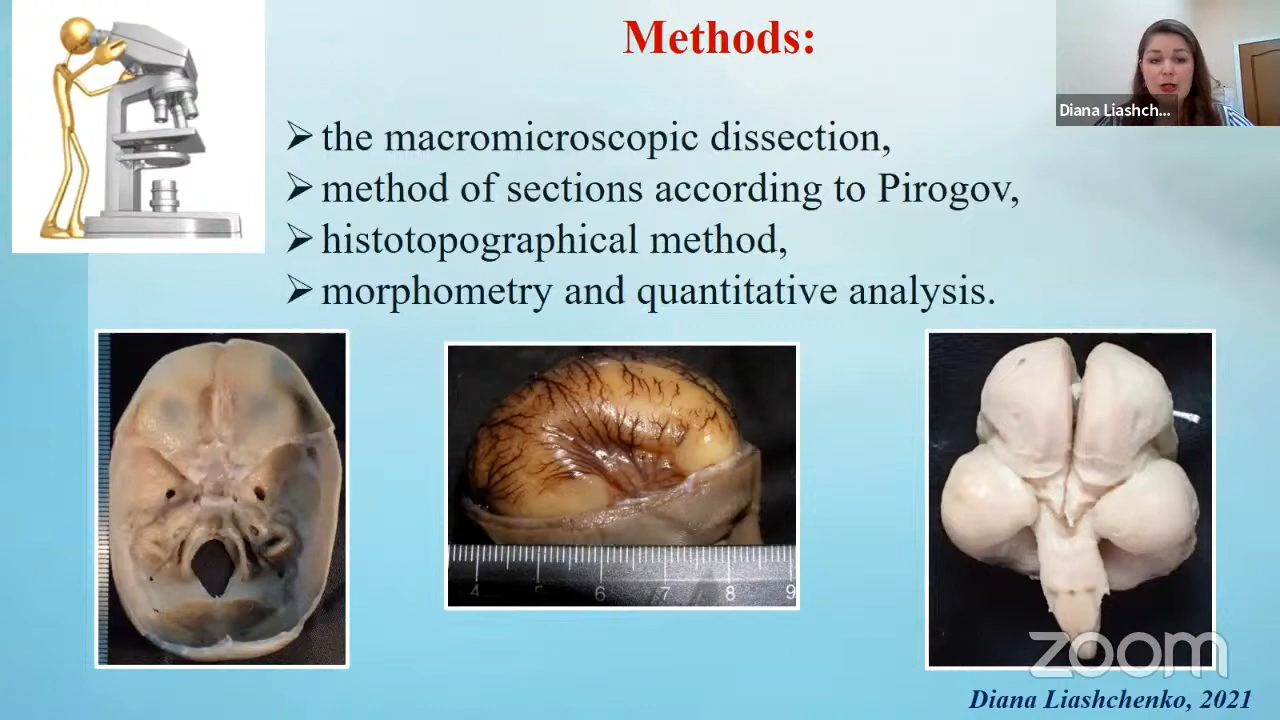 Methods:
Diana Liashch...
➢ the macromicroscopic dissection,
➢ method of sections according to Pirogov,
➢ histotopographical method,
➢ morphometry and quantitative analysis.
4 5 6 7 8 9
zoom
Diana Liashchenko, 2021